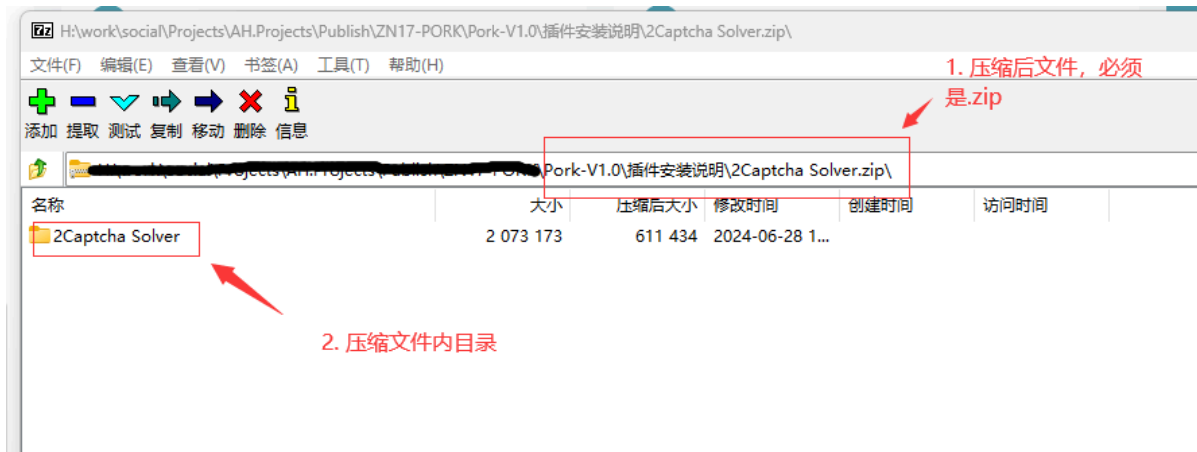 7z H:\work\social\Projects\AH.Projects\Publish\ZN17-PORK\Pork-V1.0\插件安装说明\2Captcha Solver.zip\
文件(F) 编辑(E) 查看(V) 书签(A) 工具(T) 帮助(H)
1. 压缩后文件，必须
是.zip
添加 提取 测试 复制 移动 删除 信息
Pork-V1.0\插件安装说明\2Captcha Solver.zip\
名称 大小 压缩后大小 修改时间 创建时间 访问时间
2Captcha Solver 2 073 173 611 434 2024-06-28 1...
2. 压缩文件内目录